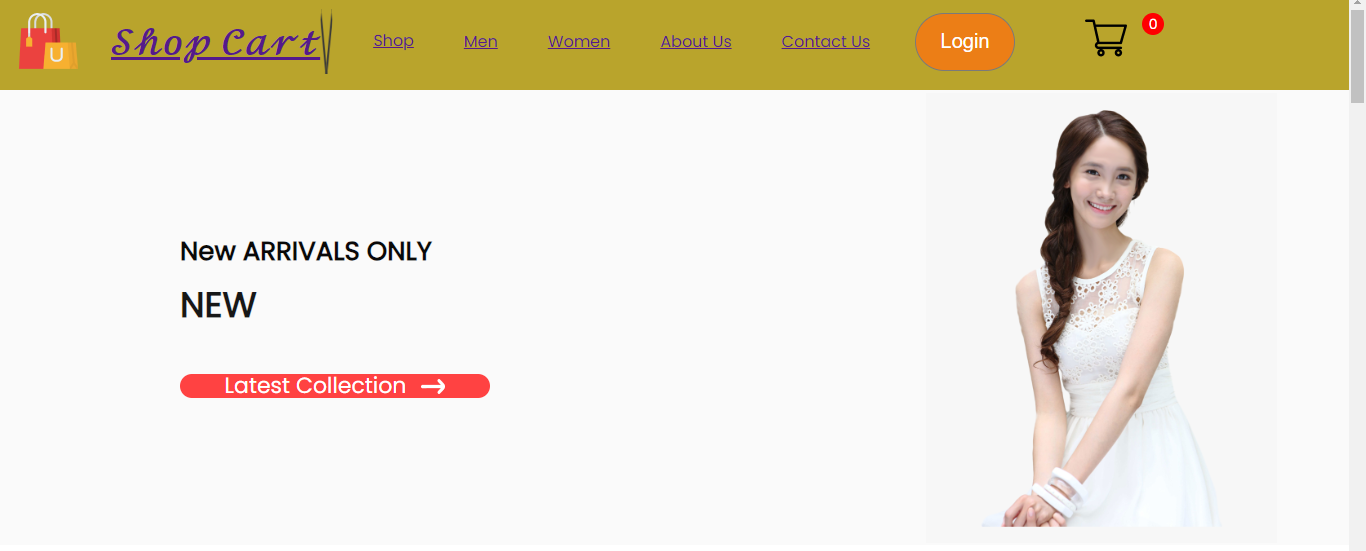 U
Shop Cart
Shop
Men
Women
About Us
Contact Us
Login
0
New ARRIVALS ONLY
NEW
Latest Collection →